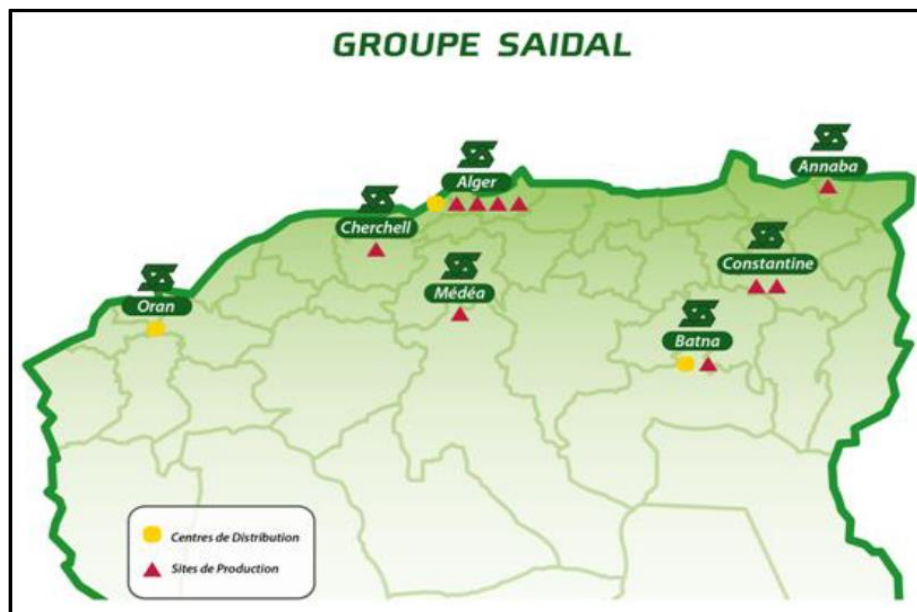 GROUPE SAIDAL
Annaba
Alger
Cherchell
Constantine
Médéa
Oran
Batna
Centres de Distribution
Sites de Production